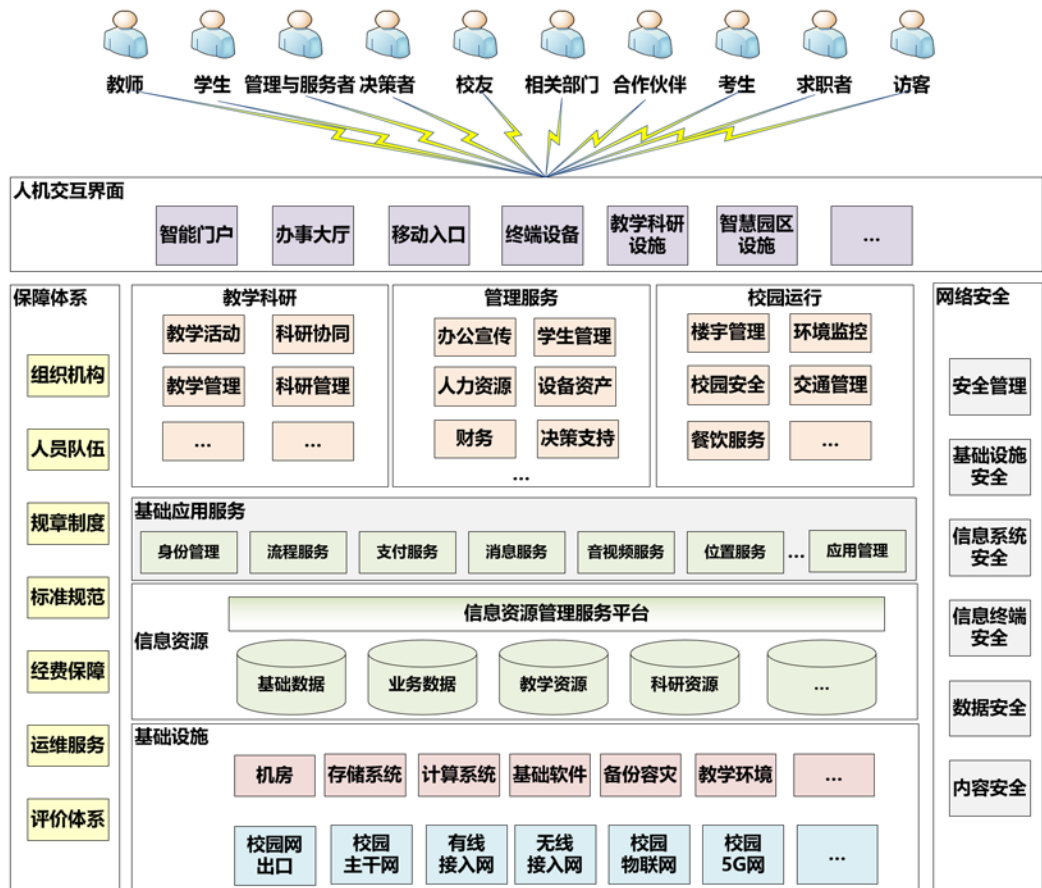 教师 学生 管理与服务者 决策者 校友 相关部门 合作伙伴 考生 求职者 访客
人机交互界面
智能门户 办事大厅 移动入口 终端设备 教学科研设施 智慧园区设施 ...
保障体系
组织机构
人员队伍
规章制度
标准规范
经费保障
运维服务
评价体系
教学科研
教学活动 科研协同
教学管理 科研管理
... ...
管理服务
办公宣传 学生管理
人力资源 设备资产
财务 决策支持
...
校园运行
楼宇管理 环境监控
校园安全 交通管理
餐饮服务 ...
基础应用服务
身份管理 流程服务 支付服务 消息服务 音视频服务 位置服务 ... 应用管理
信息资源
信息资源管理服务平台
基础数据 业务数据 教学资源 科研资源 ...
基础设施
机房 存储系统 计算系统 基础软件 备份容灾 教学环境 ...
校园网出口 校园主干网 有线接入网 无线接入网 校园物联网 校园5G网 ...
网络安全
安全管理
基础设施
安全
信息系统
安全
信息终端
安全
数据安全
内容安全